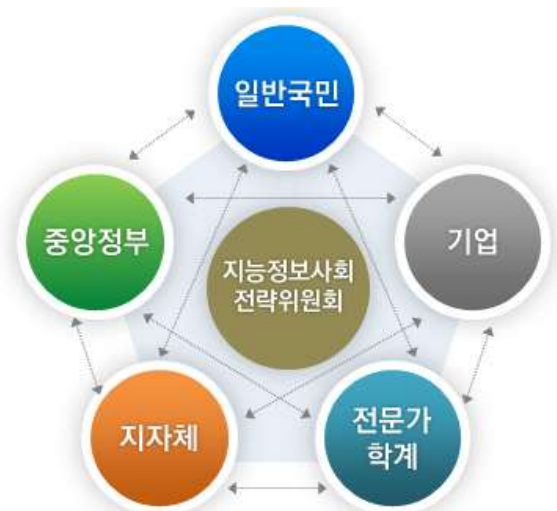 일반국민
중앙정부
기업
지능정보사회
전략위원회
지자체
전문가
학계